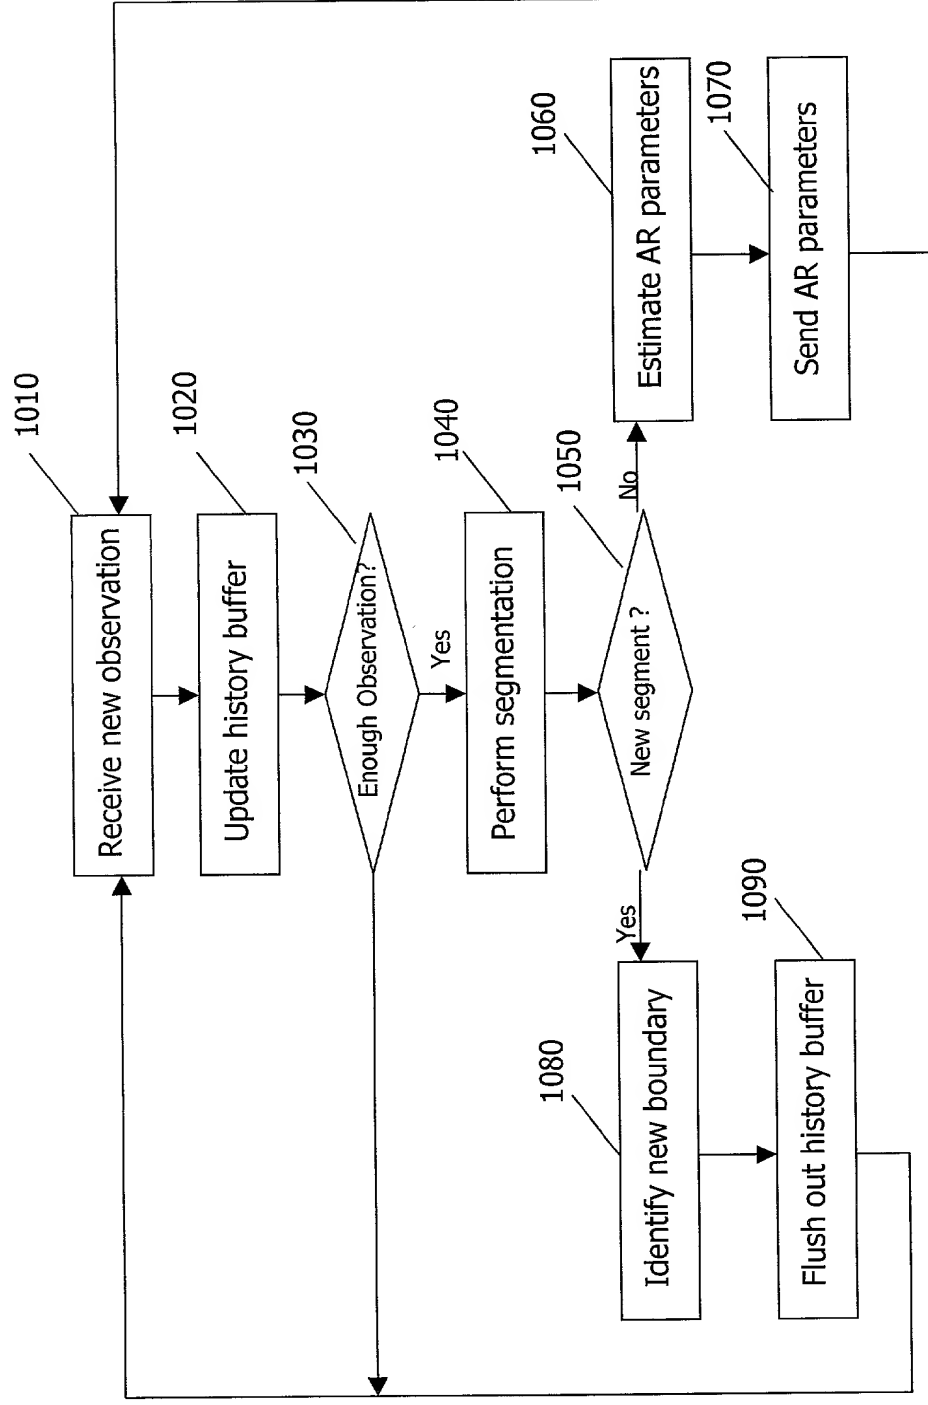 1010
Receive new observation
1020
Update history buffer
1030
Enough Observation?
Yes
1040
Perform segmentation
1050
New segment ?
Yes
No
1060
Estimate AR parameters
1070
Send AR parameters
1080
Identify new boundary
1090
Flush out history buffer